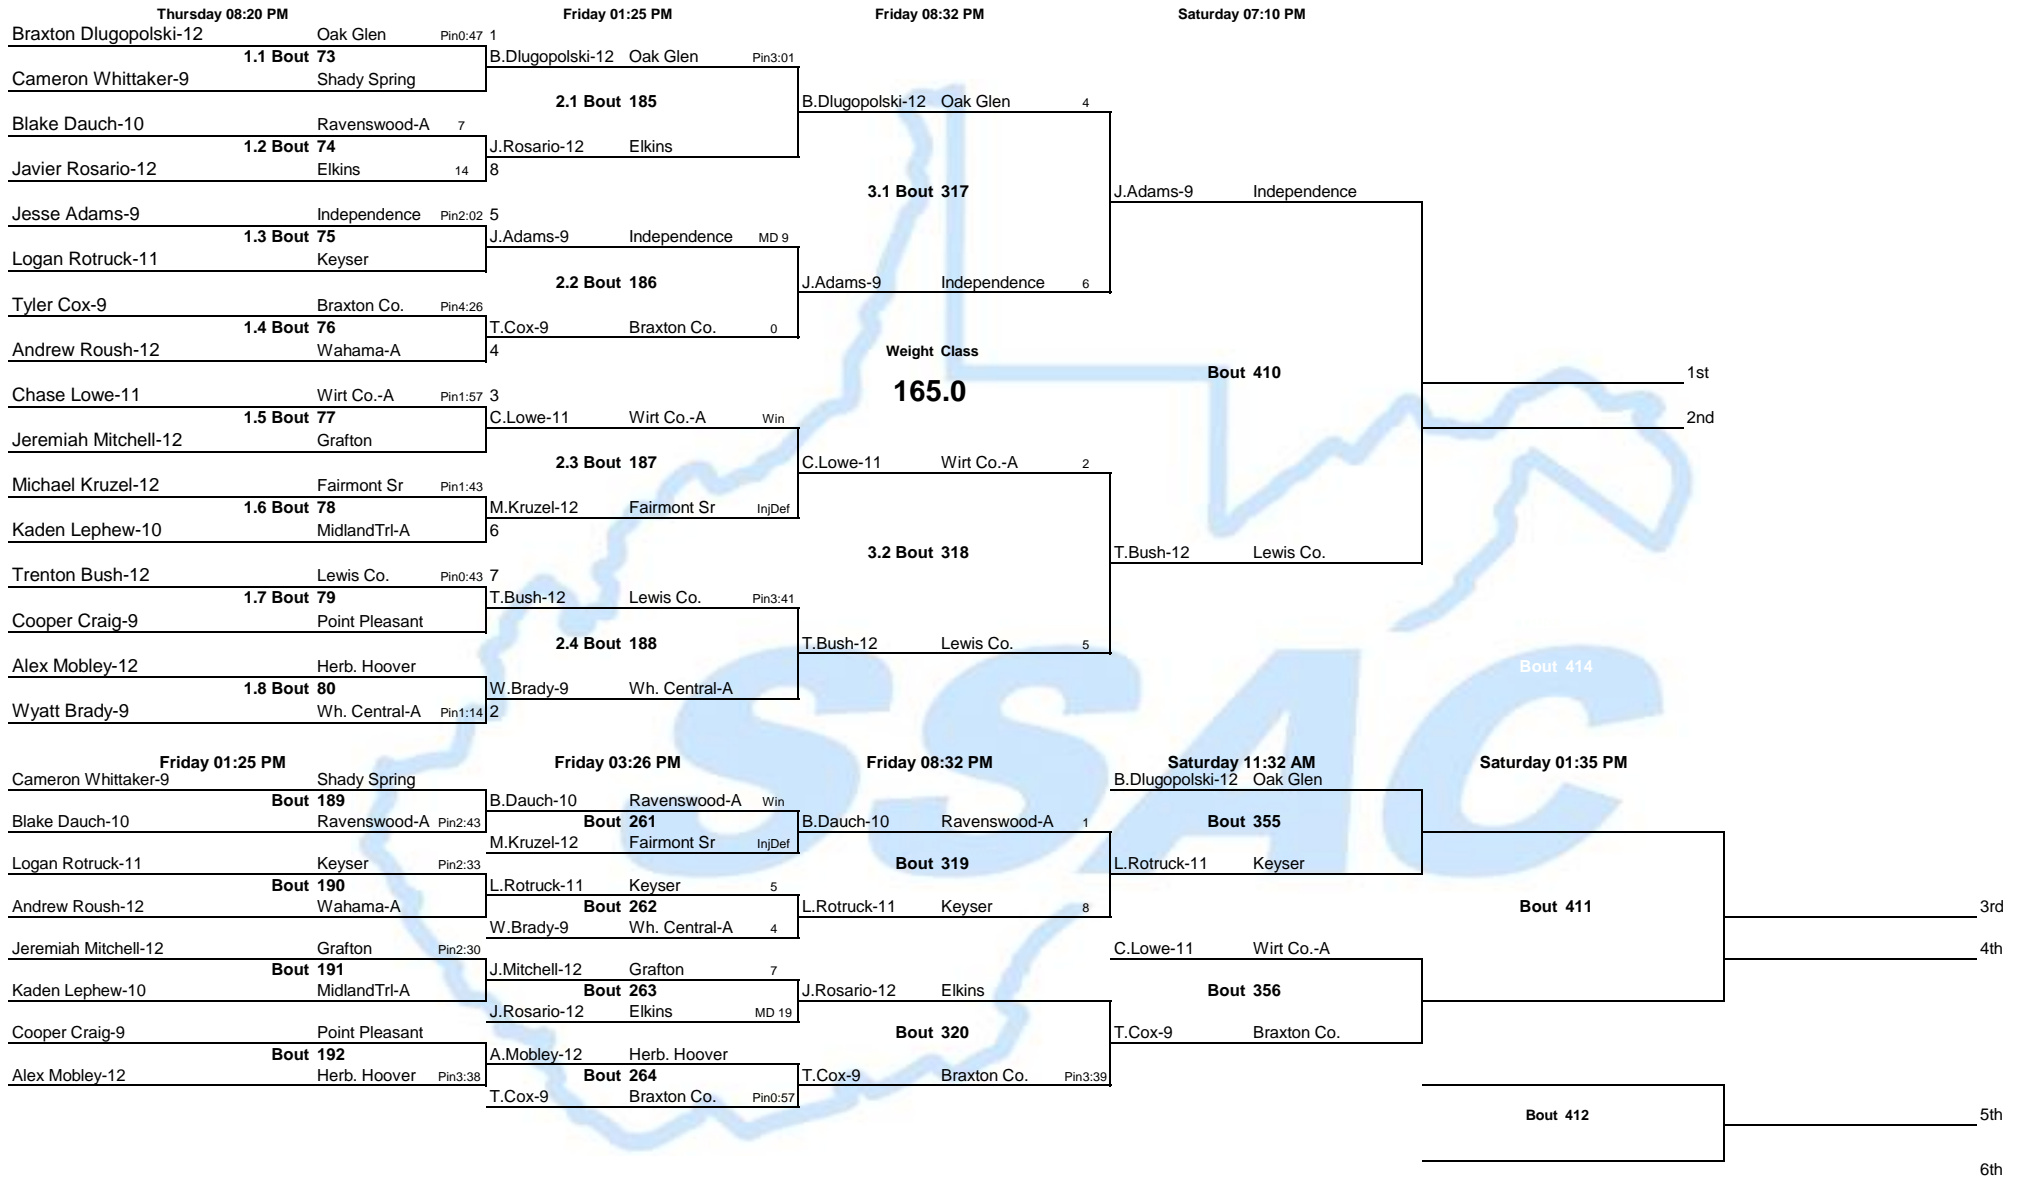 Thursday 08:20 PM Friday 01:25 PM Friday 08:32 PM Saturday 07:10 PM
Braxton Dlugopolski-12 Oak Glen Pin0:47 1
1.1 Bout 73 B.Dlugopolski-12 Oak Glen Pin3:01
Cameron Whittaker-9 Shady Spring
2.1 Bout 185 B.Dlugopolski-12 Oak Glen 4
Blake Dauch-10 Ravenswood-A 7
1.2 Bout 74 J.Rosario-12 Elkins
Javier Rosario-12 Elkins 14 8
3.1 Bout 317 J.Adams-9 Independence
Jesse Adams-9 Independence Pin2:02 5
1.3 Bout 75 J.Adams-9 Independence MD 9
Logan Rotruck-11 Keyser
2.2 Bout 186 J.Adams-9 Independence 6
Tyler Cox-9 Braxton Co. Pin4:26
1.4 Bout 76 T.Cox-9 Braxton Co. 0
Andrew Roush-12 Wahama-A 4 Weight Class
Bout 410 1st
Chase Lowe-11 Wirt Co.-A Pin1:57 3 165.0
1.5 Bout 77 C.Lowe-11 Wirt Co.-A Win 2nd
Jeremiah Mitchell-12 Grafton
2.3 Bout 187 C.Lowe-11 Wirt Co.-A 2
Michael Kruzel-12 Fairmont Sr Pin1:43
1.6 Bout 78 M.Kruzel-12 Fairmont Sr InjDef
Kaden Lephew-10 MidlandTrl-A 6
3.2 Bout 318 T.Bush-12 Lewis Co.
Trenton Bush-12 Lewis Co. Pin0:43 7
1.7 Bout 79 T.Bush-12 Lewis Co. Pin3:41
Cooper Craig-9 Point Pleasant
2.4 Bout 188 T.Bush-12 Lewis Co. 5
Alex Mobley-12 Herb. Hoover Bout 414
1.8 Bout 80 W.Brady-9 Wh. Central-A
Wyatt Brady-9 Wh. Central-A Pin1:14 2
SSAC
Friday 01:25 PM Friday 03:26 PM Friday 08:32 PM Saturday 11:32 AM Saturday 01:35 PM
Cameron Whittaker-9 Shady Spring B.Dlugopolski-12 Oak Glen
Bout 189 B.Dauch-10 Ravenswood-A Win
Blake Dauch-10 Ravenswood-A Pin2:43 Bout 261 B.Dauch-10 Ravenswood-A 1 Bout 355
M.Kruzel-12 Fairmont Sr InjDef
Logan Rotruck-11 Keyser Pin2:33 Bout 319 L.Rotruck-11 Keyser
Bout 190 L.Rotruck-11 Keyser 5
Andrew Roush-12 Wahama-A Bout 262 L.Rotruck-11 Keyser 8 Bout 411 3rd
W.Brady-9 Wh. Central-A 4
Jeremiah Mitchell-12 Grafton Pin2:30 C.Lowe-11 Wirt Co.-A 4th
Bout 191 J.Mitchell-12 Grafton 7
Kaden Lephew-10 MidlandTrl-A Bout 263 J.Rosario-12 Elkins Bout 356
J.Rosario-12 Elkins MD 19
Cooper Craig-9 Point Pleasant Bout 320 T.Cox-9 Braxton Co.
Bout 192 A.Mobley-12 Herb. Hoover
Alex Mobley-12 Herb. Hoover Pin3:38 Bout 264 T.Cox-9 Braxton Co. Pin3:39
T.Cox-9 Braxton Co. Pin0:57
Bout 412 5th
6th